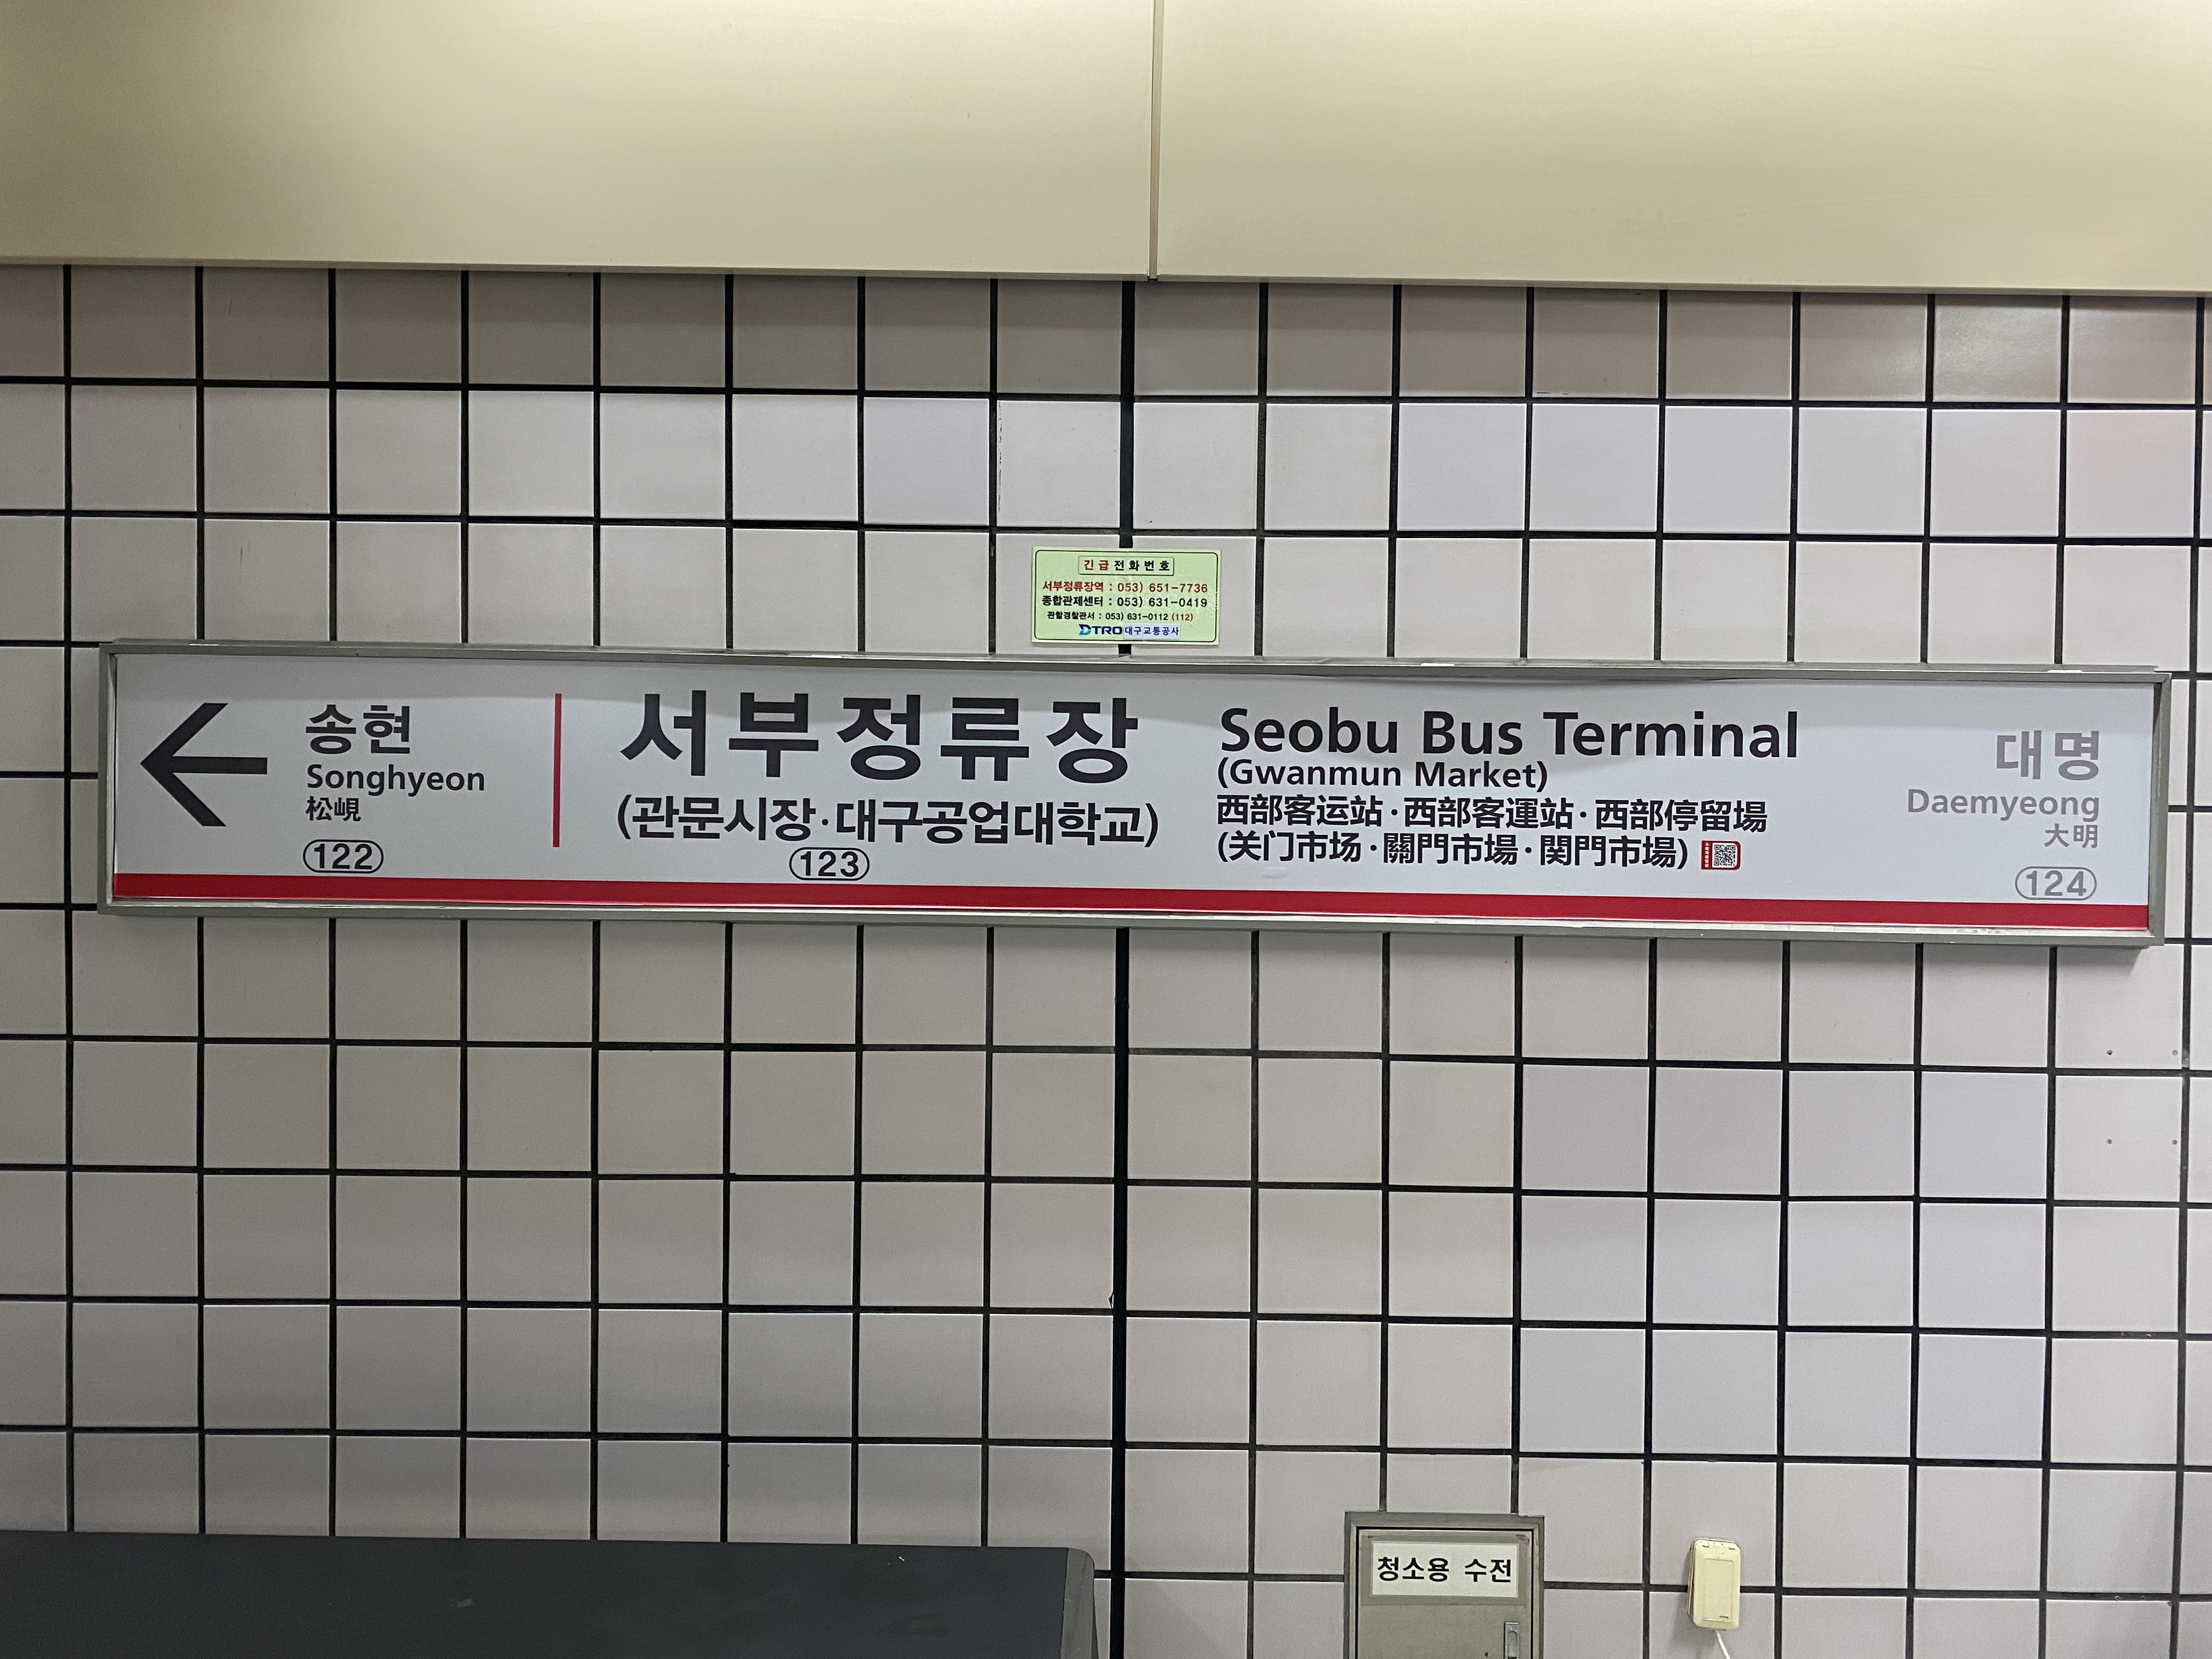 긴급 전화번호
서부정류장역 : 053) 651-7736
종합관제센터 : 053) 631-0419
관할경찰관서 : 053) 631-0112 (112)
DTRO 대구교통공사
송현
Songhyeon
松峴
122
서부정류장
(관문시장·대구공업대학교)
123
Seobu Bus Terminal
(Gwanmun Market)
西部客运站·西部客運站·西部停留場
(关门市场·關門市場·関門市場)
대명
Daemyeong
大明
124
청소용 수전